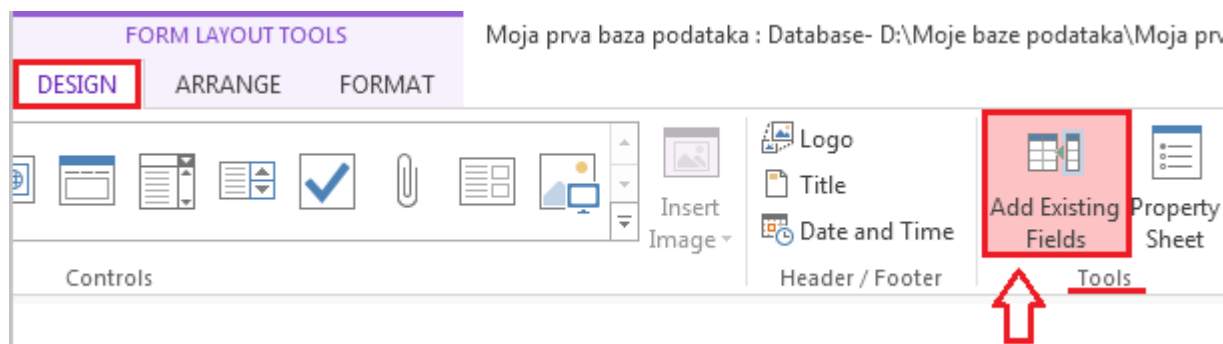 FORM LAYOUT TOOLS
Moja prva baza podataka : Database- D:\Moje baze podataka\Moja prv
DESIGN
ARRANGE
FORMAT
Insert
Image
Logo
Title
Date and Time
Add Existing
Fields
Property
Sheet
Controls
Header / Footer
Tools